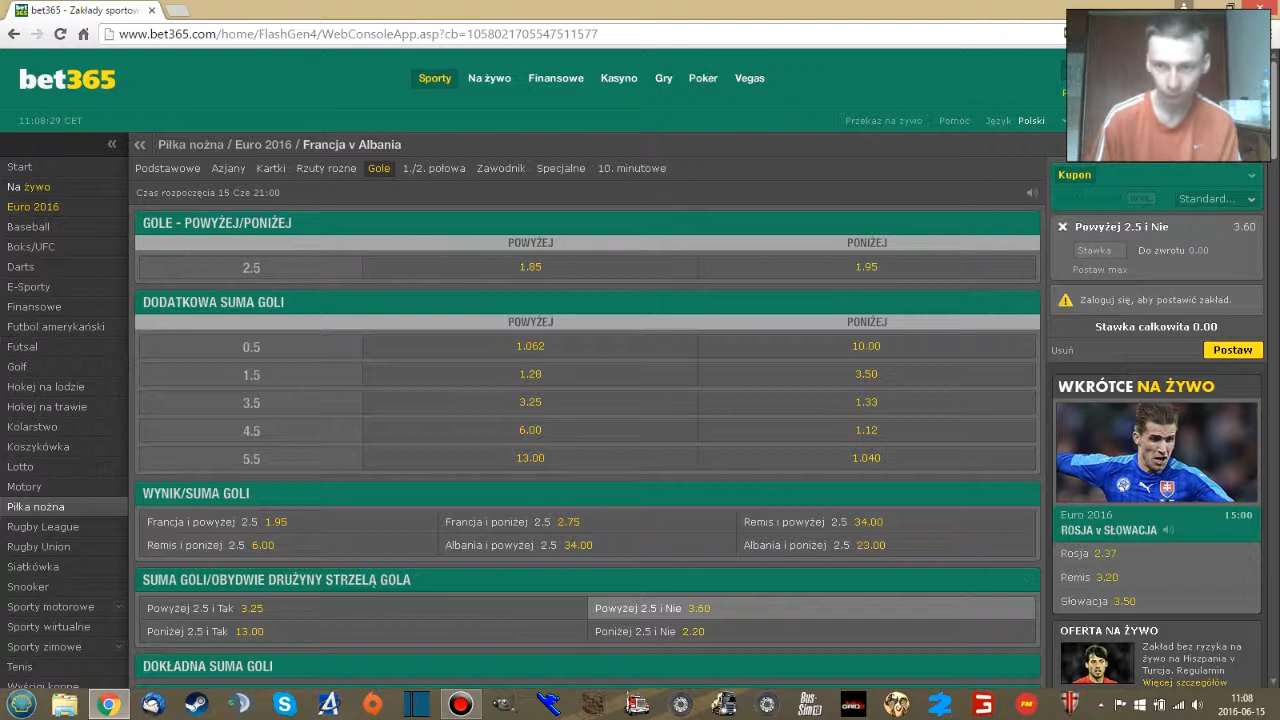 bet365 - Zakłady sportow
www.bet365.com/home/FlashGen4/WebConsoleApp.asp?cb=1058021705547511577
bet365
Sporty Na żywo Finansowe Kasyno Gry Poker Vegas
11:08:29 CET
Przekaz na żywo Pomoc Język Polski
Piłka nożna / Euro 2016 / Francja v Albania
Podstawowe Azjany Kartki Rzuty rożne Gole 1./2. połowa Zawodnik Specjalne 10. minutowe
Czas rozpoczęcia 15 Cze 21:00
Start
Na żywo
Euro 2016
Baseball
Boks/UFC
Darts
E-Sporty
Finansowe
Futbol amerykański
Futsal
Golf
Hokej na lodzie
Hokej na trawie
Kolarstwo
Koszykówka
Lotto
Motory
Piłka nożna
Rugby League
Rugby Union
Siatkówka
Snooker
Sporty motorowe
Sporty wirtualne
Sporty zimowe
Tenis
Wyścigi konne
GOLE - POWYŻEJ/PONIŻEJ
POWYŻEJ PONIŻEJ
2.5 1.85 1.95
DODATKOWA SUMA GOLI
POWYŻEJ PONIŻEJ
0.5 1.062 10.00
1.5 1.28 3.50
3.5 3.25 1.33
4.5 6.00 1.12
5.5 13.00 1.040
WYNIK/SUMA GOLI
Francja i powyżej 2.5 1.95 Francja i poniżej 2.5 2.75 Remis i powyżej 2.5 34.00
Remis i poniżej 2.5 6.00 Albania i powyżej 2.5 34.00 Albania i poniżej 2.5 23.00
SUMA GOLI/OBYDWIE DRUŻYNY STRZELĄ GOLA
Powyżej 2.5 i Tak 3.25 Powyżej 2.5 i Nie 3.60
Poniżej 2.5 i Tak 13.00 Poniżej 2.5 i Nie 2.20
DOKŁADNA SUMA GOLI
Kupon
Standard...
Powyżej 2.5 i Nie 3.60
Stawka Do zwrotu 0.00
Postaw max
Zaloguj się, aby postawić zakład.
Stawka całkowita 0.00
Usuń Postaw
WKRÓTCE NA ŻYWO
Euro 2016 15:00
ROSJA v SŁOWACJA
Rosja 2.37
Remis 3.20
Słowacja 3.50
OFERTA NA ŻYWO
Zakład bez ryzyka na
żywo na Hiszpania v
Turcja. Regulamin
Więcej szczegółów
11:08
2016-06-15